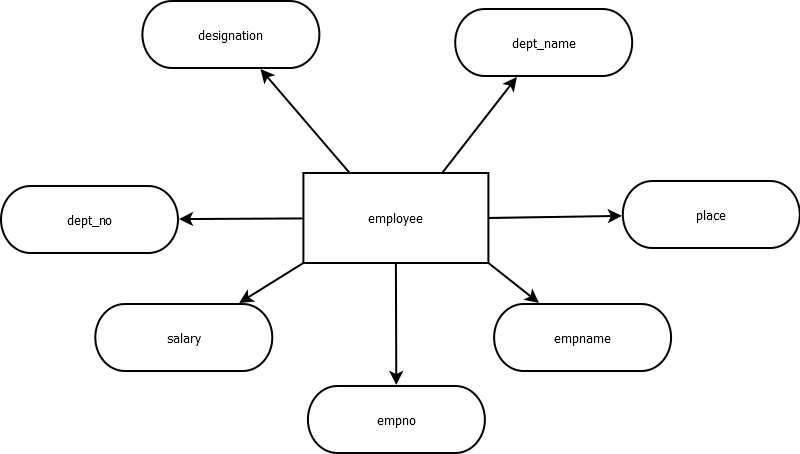 designation
dept_name
dept_no
employee
place
salary
empname
empno